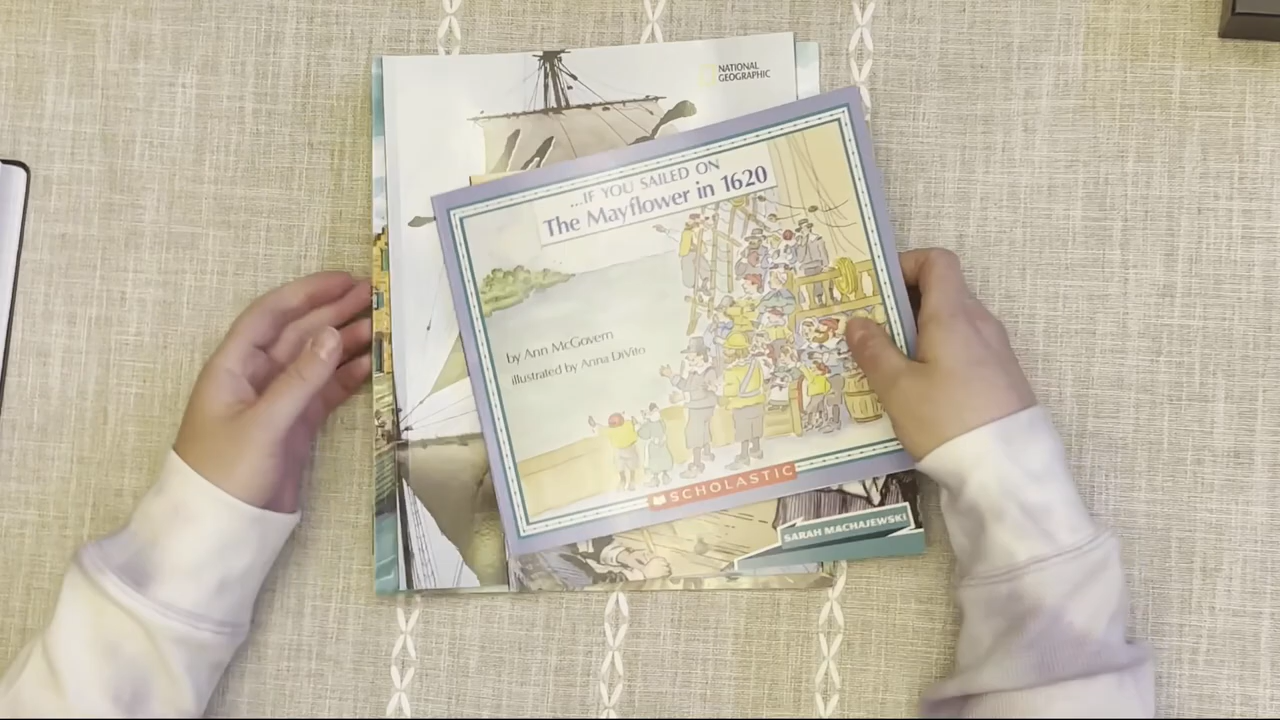 NATIONAL
GEOGRAPHIC
...IF YOU SAILED ON
The Mayflower in 1620
by Ann McGovern
illustrated by Anna DiVito
SCHOLASTIC
SARAH MACHAJEWSKI